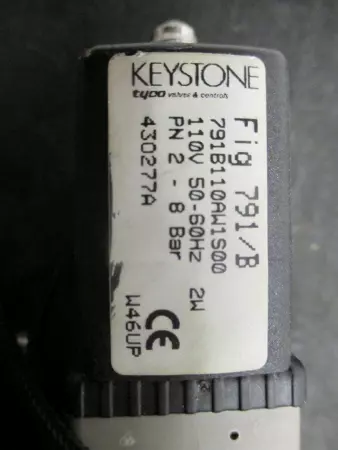 KEYSTONE
tyco valves & controls
Fig 791/B
791B110AW1S00
110V 50-60Hz 2W
PN 2 - 8 Bar
430277A
CE
W46UP